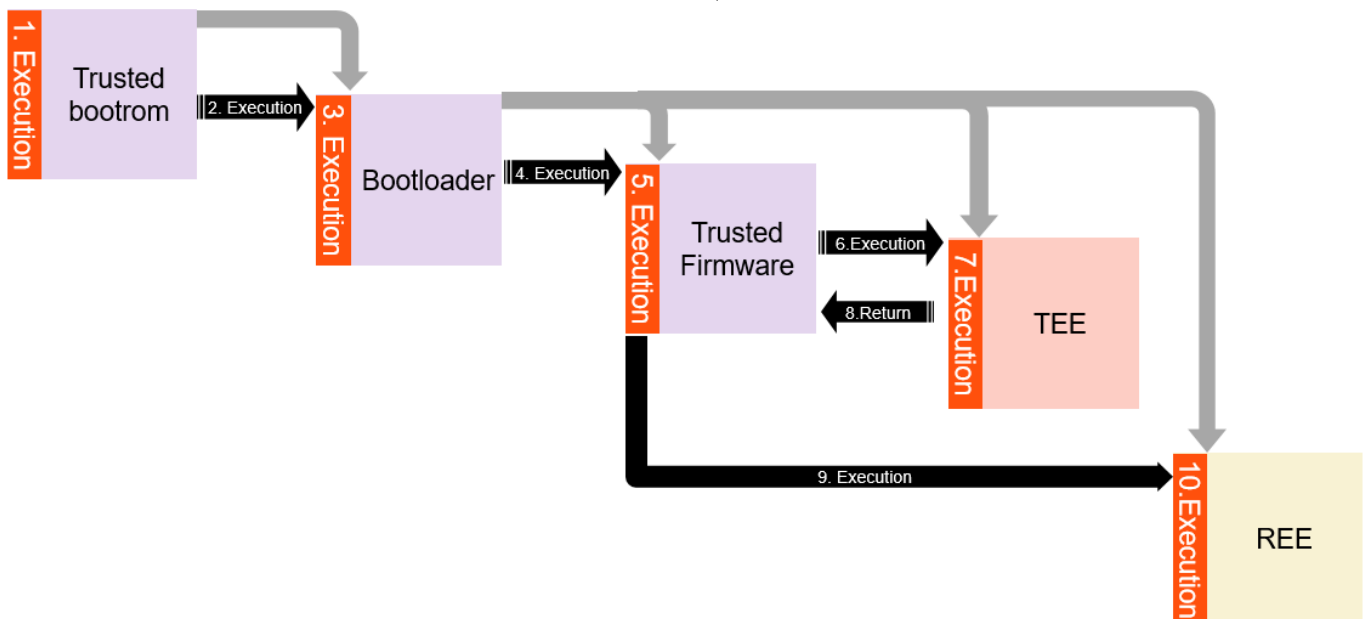 1. Execution
Trusted
bootrom
2. Execution
3. Execution
Bootloader
4. Execution
5. Execution
Trusted
Firmware
6.Execution
7.Execution
8.Return
TEE
9. Execution
10.Execution
REE